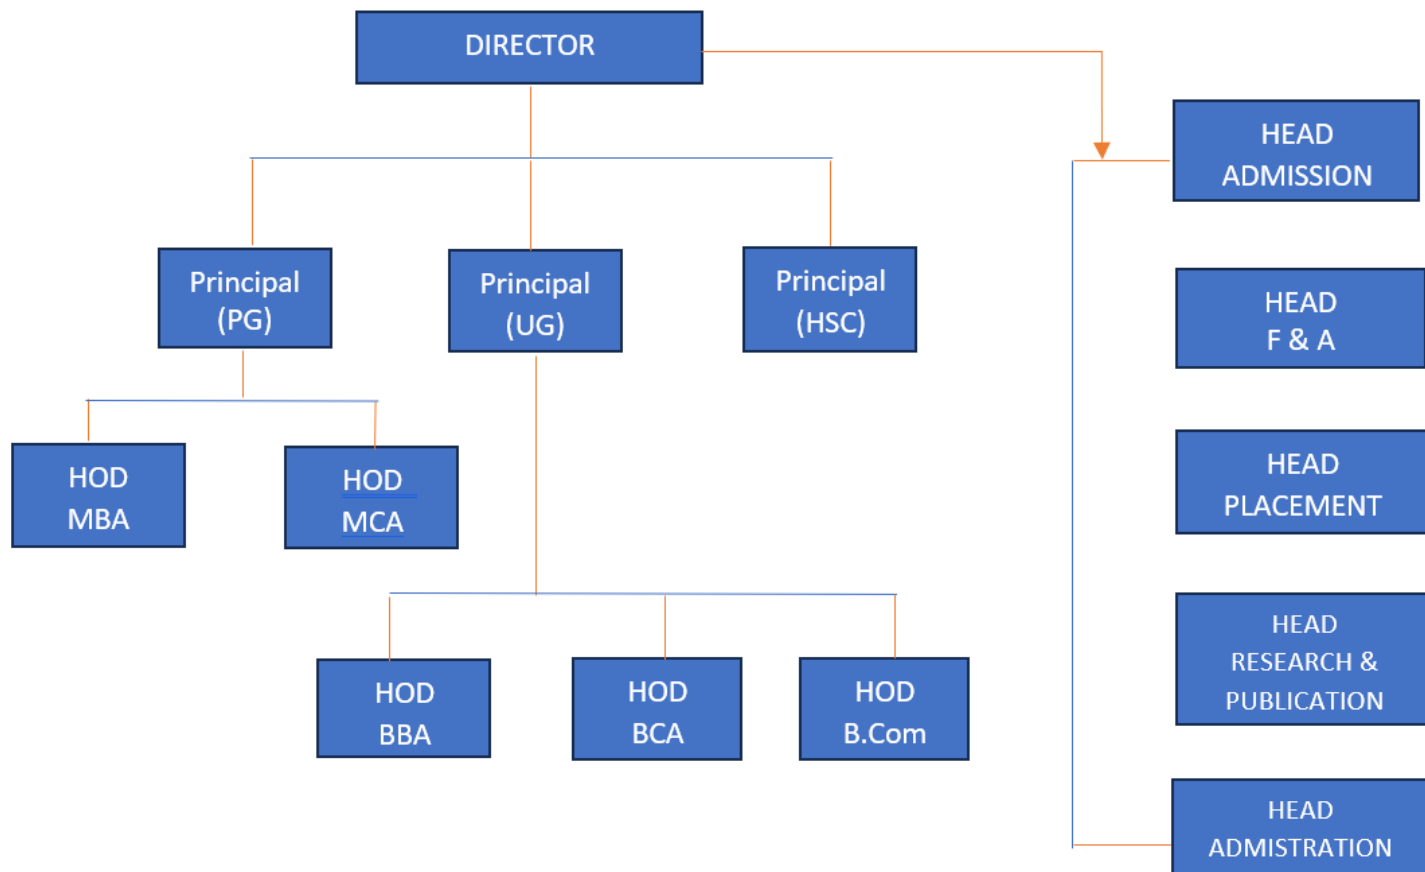 DIRECTOR
HEAD
ADMISSION
Principal
(PG)
Principal
(UG)
Principal
(HSC)
HEAD
F & A
HOD
MBA
HOD
MCA
HEAD
PLACEMENT
HEAD
RESEARCH &
PUBLICATION
HOD
BBA
HOD
BCA
HOD
B.Com
HEAD
ADMISTRATION